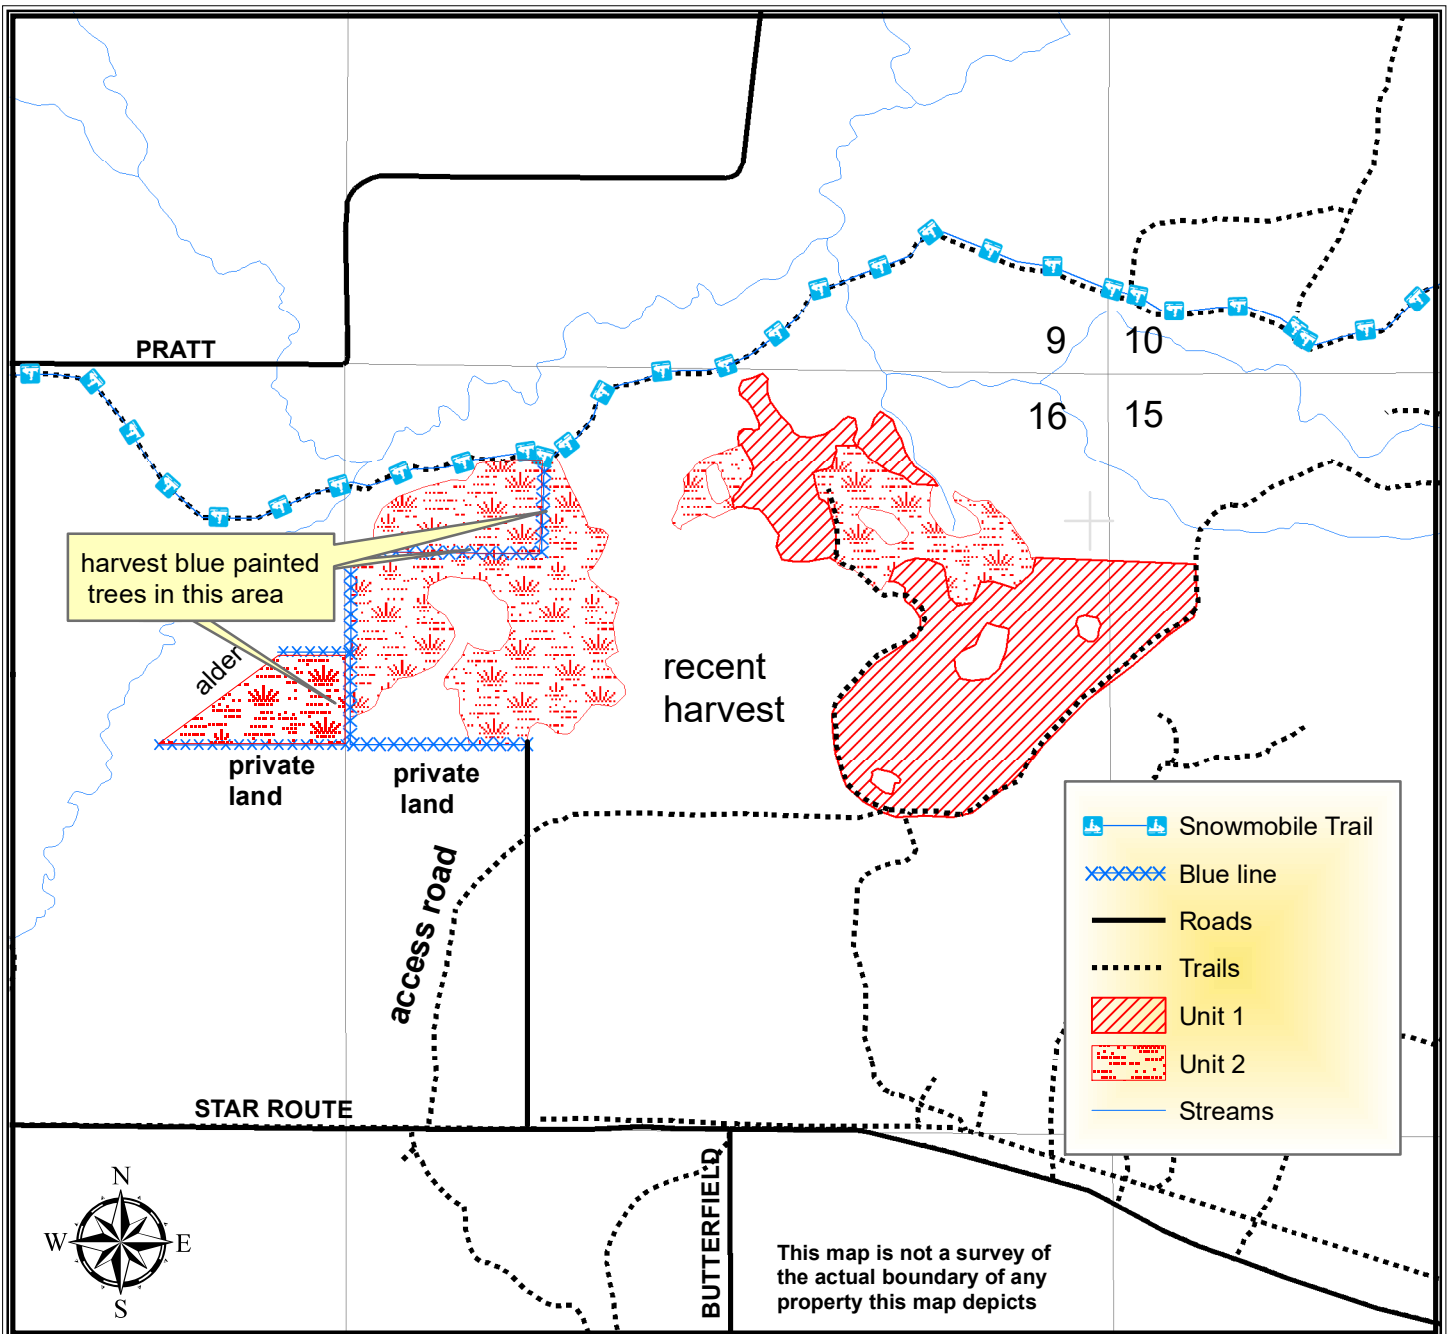 PRATT
9
10
16
15
harvest blue painted
trees in this area
alder
recent
harvest
private
land
private
land
access road
Snowmobile Trail
Blue line
Roads
Trails
Unit 1
Unit 2
Streams
STAR ROUTE
BUTTERFIELD
N
W
E
S
This map is not a survey of
the actual boundary of any
property this map depicts